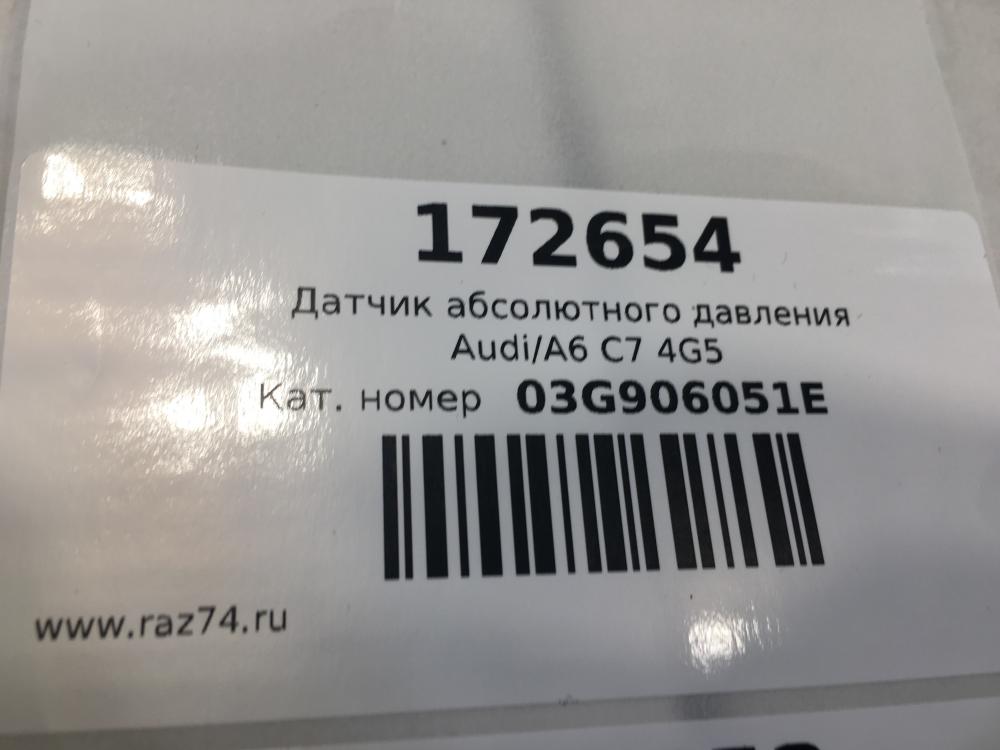 172654
Датчик абсолютного давления
Audi/A6 C7 4G5
Кат. номер 03G906051E
www.raz74.ru